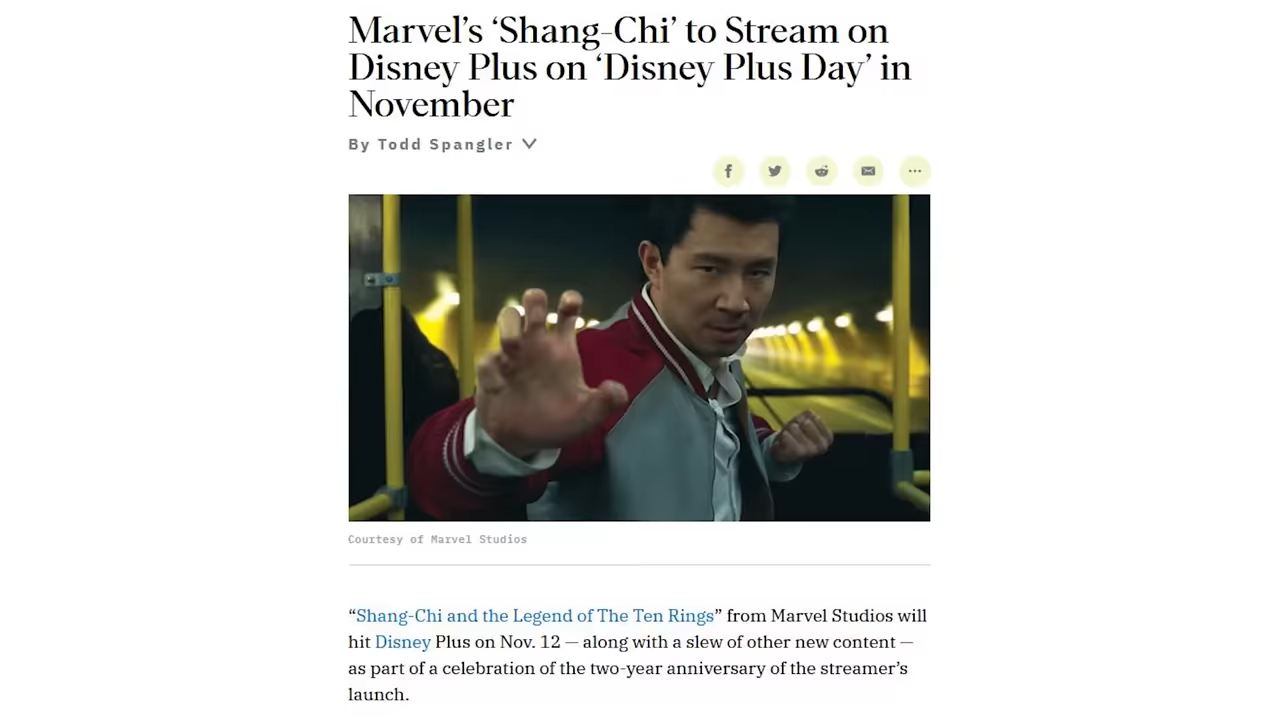 Marvel’s ‘Shang-Chi’ to Stream on
Disney Plus on ‘Disney Plus Day’ in
November
By Todd Spangler
Courtesy of Marvel Studios
“Shang-Chi and the Legend of The Ten Rings” from Marvel Studios will
hit Disney Plus on Nov. 12 — along with a slew of other new content —
as part of a celebration of the two-year anniversary of the streamer’s
launch.